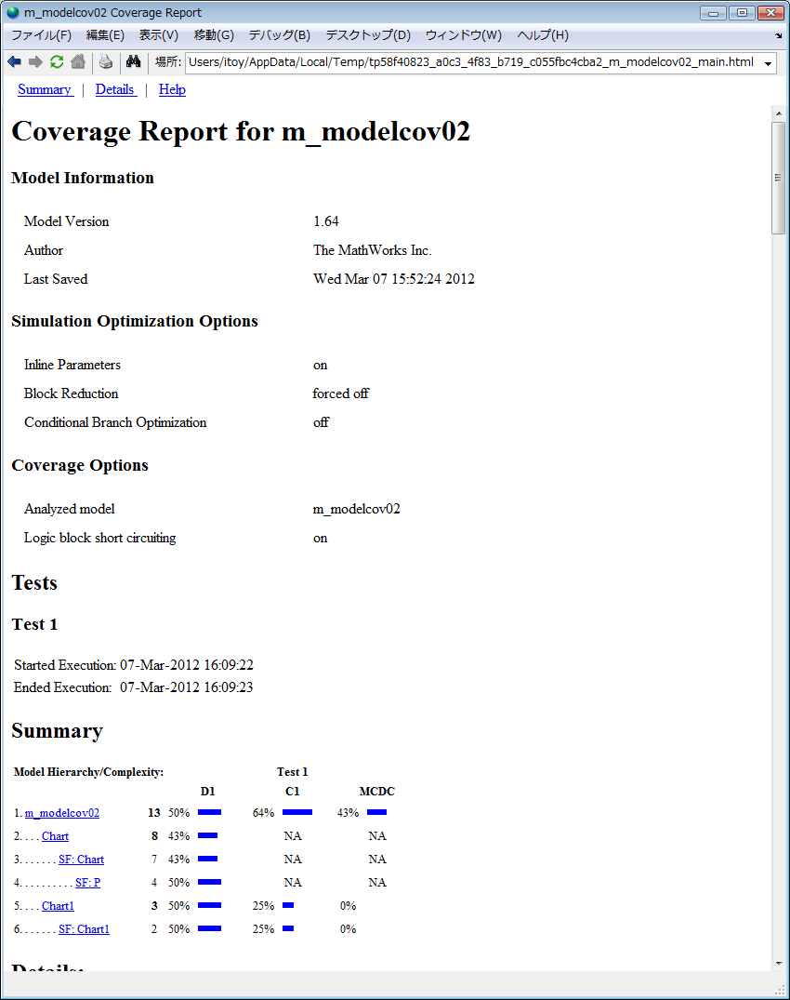 m_modelcov02 Coverage Report
ファイル(F) 編集(E) 表示(V) 移動(G) デバッグ(B) デスクトップ(D) ウィンドウ(W) ヘルプ(H)
場所: Users/itoy/AppData/Local/Temp/tp58f40823_a0c3_4f83_b719_c055fbc4cba2_m_modelcov02_main.html
Summary | Details | Help
Coverage Report for m_modelcov02
Model Information
Model Version 1.64
Author The MathWorks Inc.
Last Saved Wed Mar 07 15:52:24 2012
Simulation Optimization Options
Inline Parameters on
Block Reduction forced off
Conditional Branch Optimization off
Coverage Options
Analyzed model m_modelcov02
Logic block short circuiting on
Tests
Test 1
Started Execution: 07-Mar-2012 16:09:22
Ended Execution: 07-Mar-2012 16:09:23
Summary
Model Hierarchy/Complexity: Test 1
D1 C1 MCDC
1. m_modelcov02 13 50% 64% 43%
2. . . . Chart 8 43% NA NA
3. . . . . . . SF: Chart 7 43% NA NA
4. . . . . . . . . . SF: P 4 50% NA NA
5. . . . Chart1 3 50% 25% 0%
6. . . . . . . SF: Chart1 2 50% 25% 0%
Details: